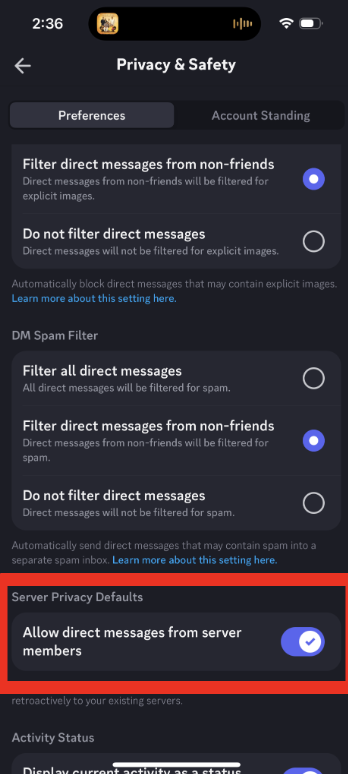 2:36
Privacy & Safety
Preferences
Account Standing
Filter direct messages from non-friends
Direct messages from non-friends will be filtered for
explicit images.
Do not filter direct messages
Direct messages will not be filtered for explicit images.
Automatically block direct messages that may contain explicit images.
Learn more about this setting here.
DM Spam Filter
Filter all direct messages
All direct messages will be filtered for spam.
Filter direct messages from non-friends
Direct messages from non-friends will be filtered for
spam.
Do not filter direct messages
Direct messages will not be filtered for spam.
Automatically send direct messages that may contain spam into a
separate spam inbox. Learn more about this setting here.
Server Privacy Defaults
Allow direct messages from server
members
retroactively to your existing servers.
Activity Status
Display current activity as a status